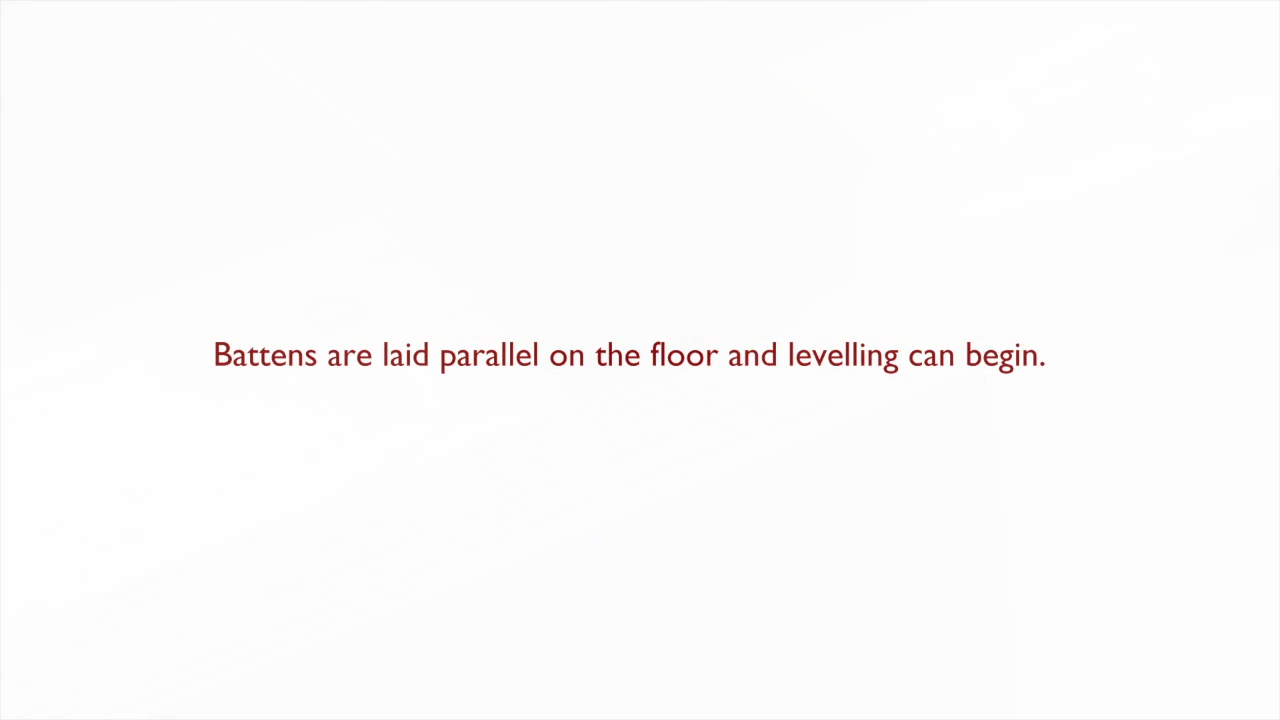 Battens are laid parallel on the floor and levelling can begin.